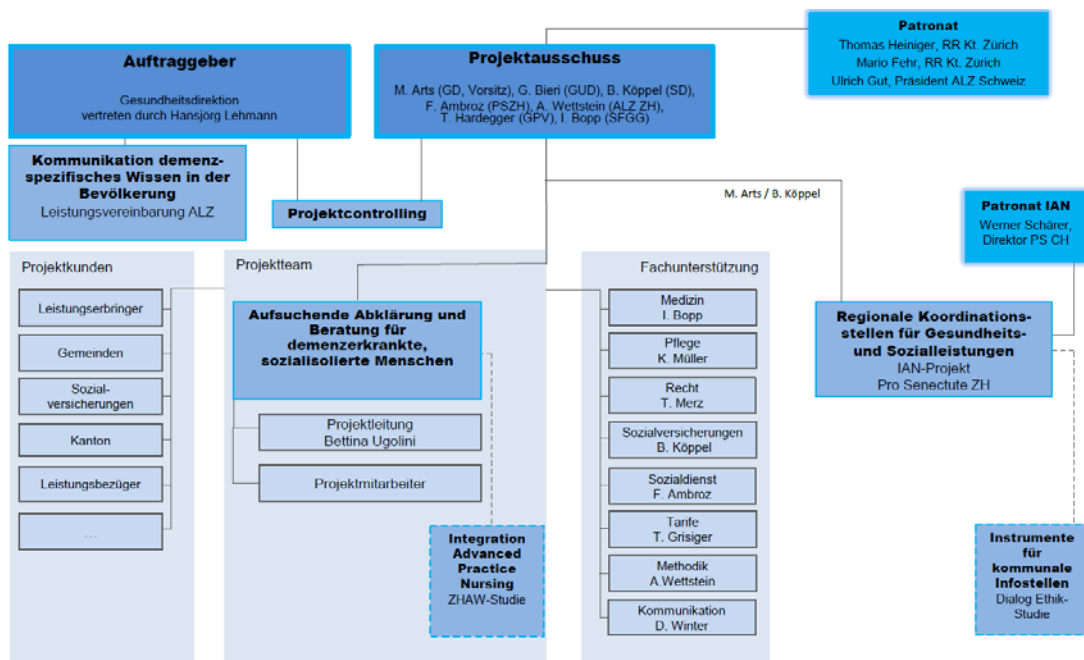 Patronat
Thomas Heiniger, RR Kt. Zürich
Mario Fehr, RR Kt. Zürich
Ulrich Gut, Präsident ALZ Schweiz
Auftraggeber
Gesundheitsdirektion
vertreten durch Hansjörg Lehmann
Projektausschuss
M. Arts (GD, Vorsitz), G. Bieri (GUD), B. Köppel (SD),
F. Ambroz (PSZH), A. Wettstein (ALZ ZH),
T. Hardegger (GPV), I. Bopp (SFGG)
Kommunikation demenz-
spezifisches Wissen in der
Bevölkerung
Leistungsvereinbarung ALZ
Projektcontrolling
M. Arts / B. Köppel
Patronat IAN
Werner Schärer,
Direktor PS CH
Projektkunden
Leistungserbringer
Gemeinden
Sozial-
versicherungen
Kanton
Leistungsbezüger
...
Projektteam
Aufsuchende Abklärung und
Beratung für
demenzerkrankte,
sozialisolierte Menschen
Projektleitung
Bettina Ugolini
Projektmitarbeiter
Integration
Advanced
Practice
Nursing
ZHAW-Studie
Fachunterstützung
Medizin
I. Bopp
Pflege
K. Müller
Recht
T. Merz
Sozialversicherungen
B. Köppel
Sozialdienst
F. Ambroz
Tarife
T. Grisiger
Methodik
A.Wettstein
Kommunikation
D. Winter
Regionale Koordinations-
stellen für Gesundheits-
und Sozialleistungen
IAN-Projekt
Pro Senectute ZH
Instrumente
für
kommunale
Infostellen
Dialog Ethik-
Studie